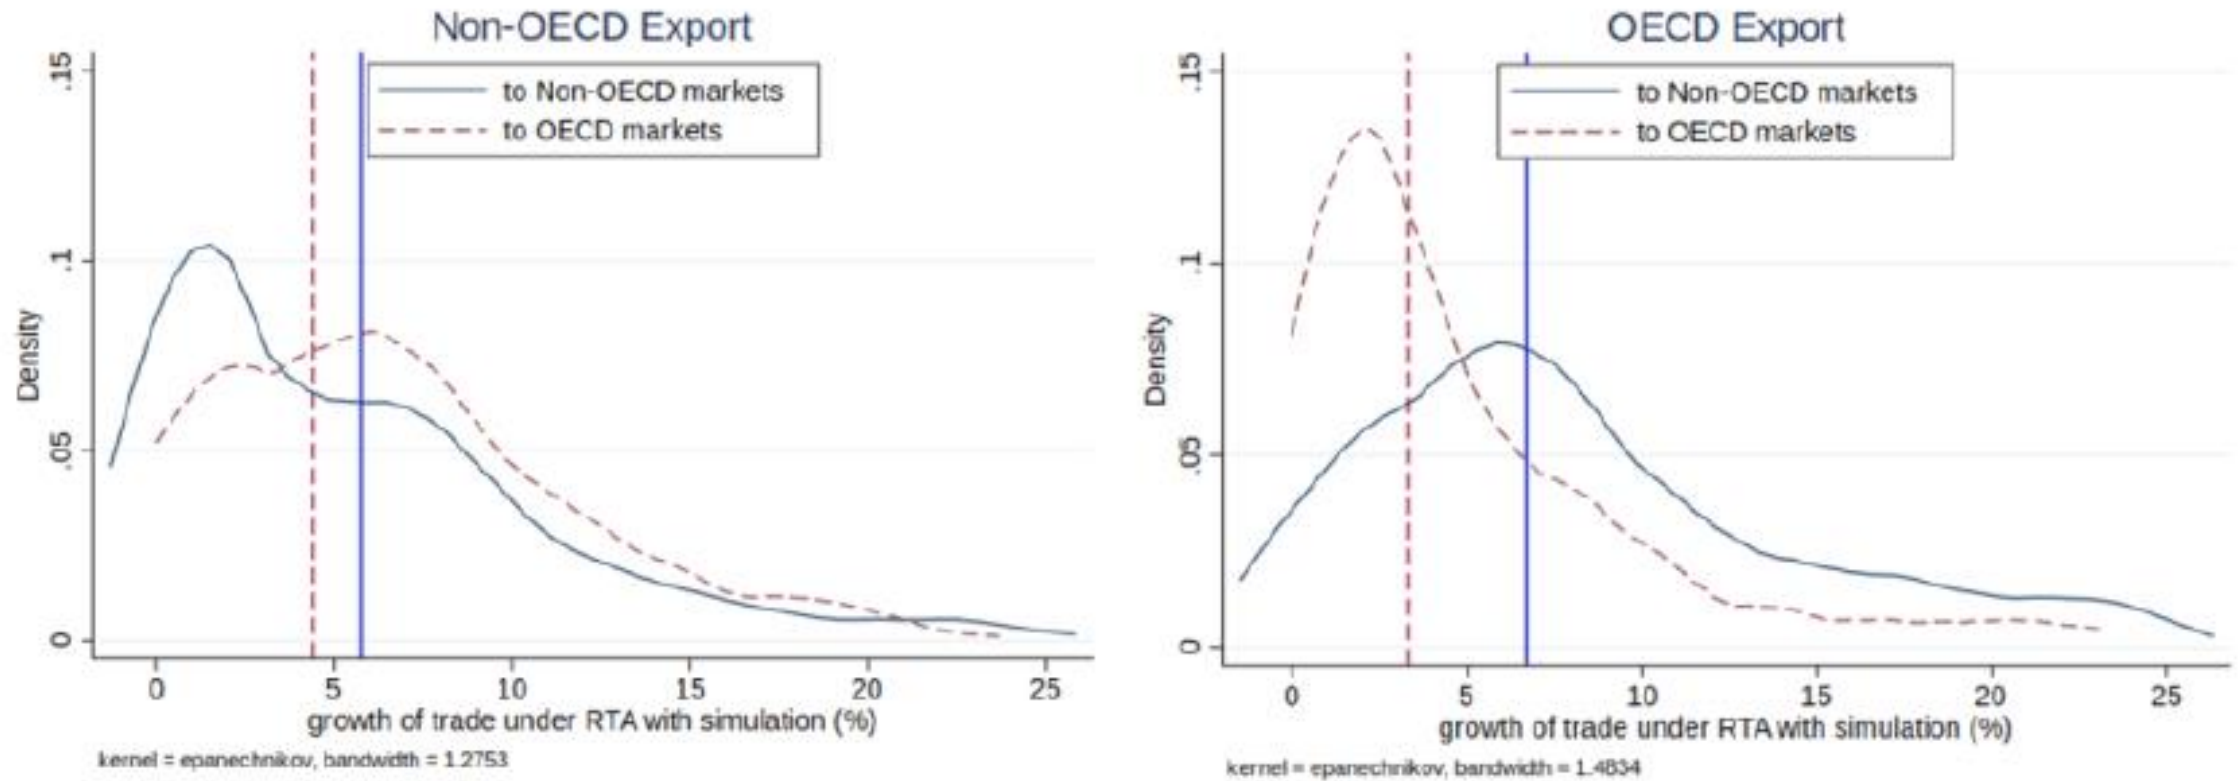 Non-OECD Export
to Non-OECD markets
to OECD markets
.15
.1
.05
0
Density
0 5 10 15 20 25
growth of trade under RTA with simulation (%)
kernel = epanechnikov, bandwidth = 1.2753
OECD Export
to Non-OECD markets
to OECD markets
.15
.1
.05
0
Density
0 5 10 15 20 25
growth of trade under RTA with simulation (%)
kernel = epanechnikov, bandwidth = 1.4834